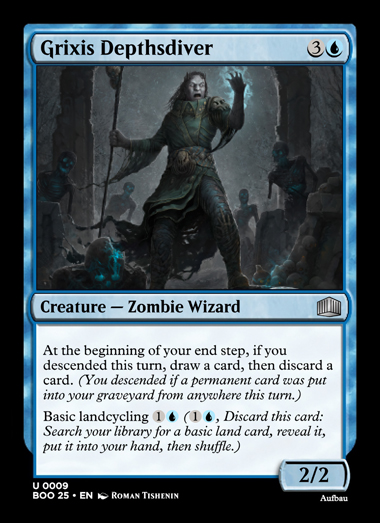 Grixis Depthsdiver 3
Creature — Zombie Wizard
At the beginning of your end step, if you
descended this turn, draw a card, then discard a
card. (You descended if a permanent card was put
into your graveyard from anywhere this turn.)
Basic landcycling 1 (1, Discard this card:
Search your library for a basic land card, reveal it,
put it into your hand, then shuffle.)
2/2
U 0009
BOO 25 • EN Roman Tishenin
Aufbau